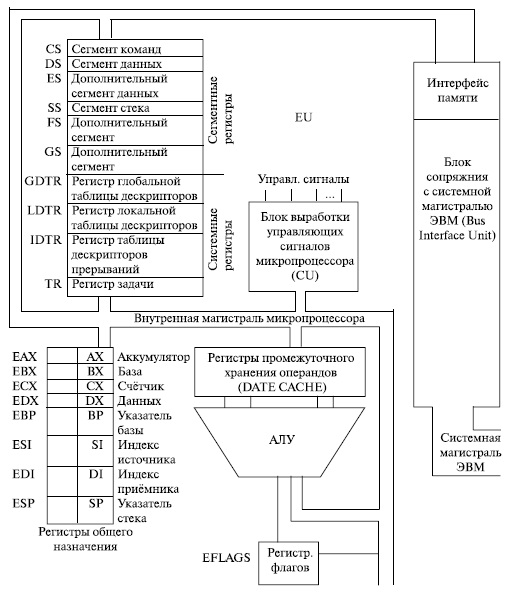 CS Сегмент команд
DS Сегмент данных
ES Дополнительный
сегмент данных
SS Сегмент стека
FS Дополнительный
сегмент
GS Дополнительный
сегмент
GDTR Регистр глобальной
таблицы дескрипторов
LDTR Регистр локальной
таблицы дескрипторов
IDTR Регистр таблицы
дескрипторов
прерываний
TR Регистр задачи
Сегментные
регистры
Системные
регистры
EU
Управл. сигналы
...
Блок выработки
управляющих
сигналов
микропроцессора
(CU)
Интерфейс
памяти
Блок
сопряжния
с системной
магистралью
ЭВМ (Bus
Interface Unit)
Системная
магистраль
ЭВМ
Внутренная магистраль микропроцессора
EAX AX Аккумулятор
EBX BX База
ECX CX Счётчик
EDX DX Данных
EBP BP Указатель
базы
ESI SI Индекс
источника
EDI DI Индекс
приёмника
ESP SP Указатель
стека
Регистры общего
назначения
Регистры промежуточного
хранения операндов
(DATE CACHE)
АЛУ
EFLAGS Регистр.
флагов